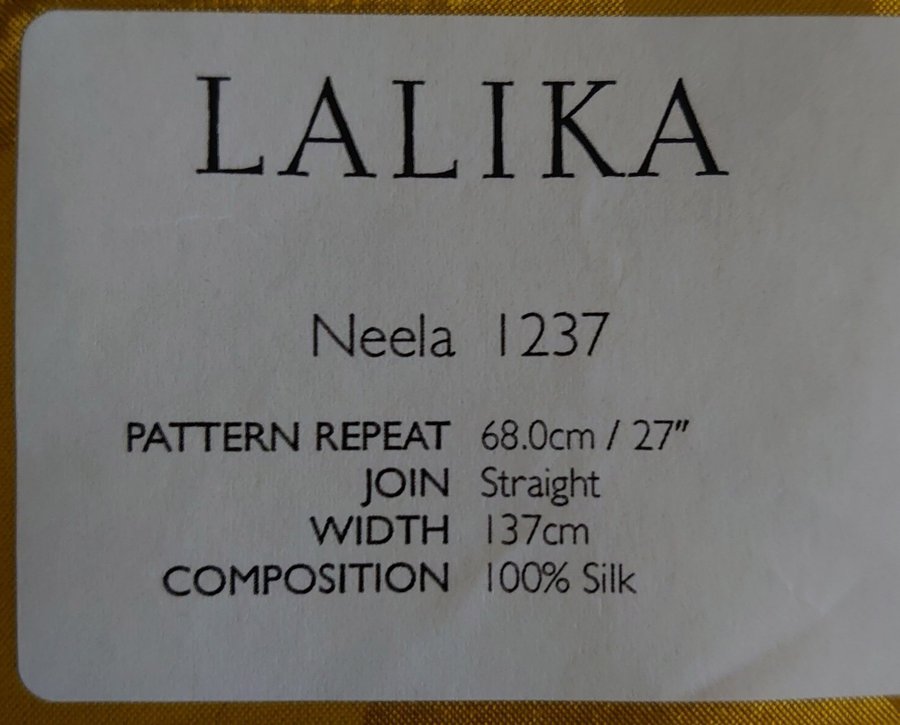 LALIKA
Neela 1237
PATTERN REPEAT 68.0cm / 27"
JOIN Straight
WIDTH 137cm
COMPOSITION 100% Silk